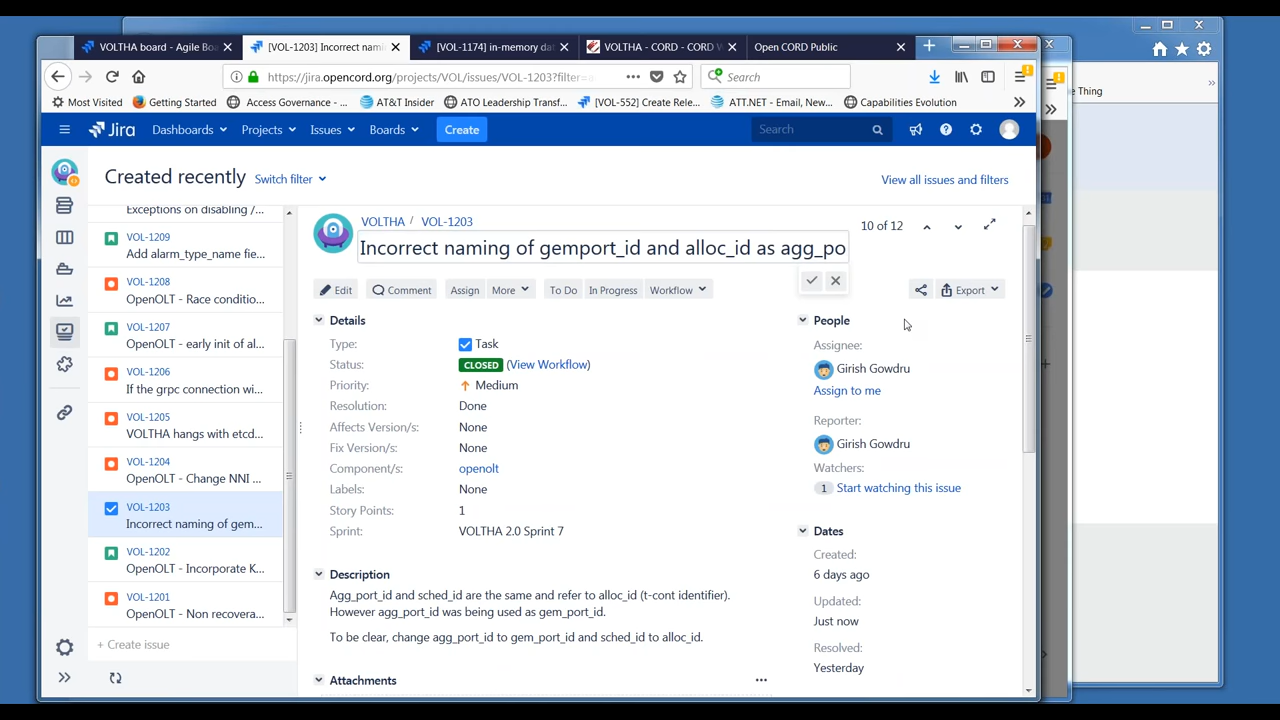 VOLTHA board - Agile Boa
[VOL-1203] Incorrect nami
[VOL-1174] in-memory dat
VOLTHA - CORD - CORD W
Open CORD Public
https://jira.opencord.org/projects/VOL/issues/VOL-1203?filter=a
Search
Most Visited
Getting Started
Access Governance - ...
AT&T Insider
ATO Leadership Transf...
[VOL-552] Create Rele...
ATT.NET - Email, New...
Capabilities Evolution
e Thing
Jira
Dashboards
Projects
Issues
Boards
Create
Search
Created recently
Switch filter
View all issues and filters
Exceptions on disabling /...
VOL-1209
Add alarm_type_name fie...
VOL-1208
OpenOLT - Race conditio...
VOL-1207
OpenOLT - early init of al...
VOL-1206
If the grpc connection wi...
VOL-1205
VOLTHA hangs with etcd...
VOL-1204
OpenOLT - Change NNI ...
VOL-1203
Incorrect naming of gem...
VOL-1202
OpenOLT - Incorporate K...
VOL-1201
OpenOLT - Non recovera...
+ Create issue
VOLTHA / VOL-1203
10 of 12
Incorrect naming of gemport_id and alloc_id as agg_po
Edit
Comment
Assign
More
To Do
In Progress
Workflow
Export
Details
Type: Task
Status: CLOSED (View Workflow)
Priority: Medium
Resolution: Done
Affects Version/s: None
Fix Version/s: None
Component/s: openolt
Labels: None
Story Points: 1
Sprint: VOLTHA 2.0 Sprint 7
Description
Agg_port_id and sched_id are the same and refer to alloc_id (t-cont identifier).
However agg_port_id was being used as gem_port_id.
To be clear, change agg_port_id to gem_port_id and sched_id to alloc_id.
Attachments
People
Assignee:
Girish Gowdru
Assign to me
Reporter:
Girish Gowdru
Watchers:
1 Start watching this issue
Dates
Created:
6 days ago
Updated:
Just now
Resolved:
Yesterday